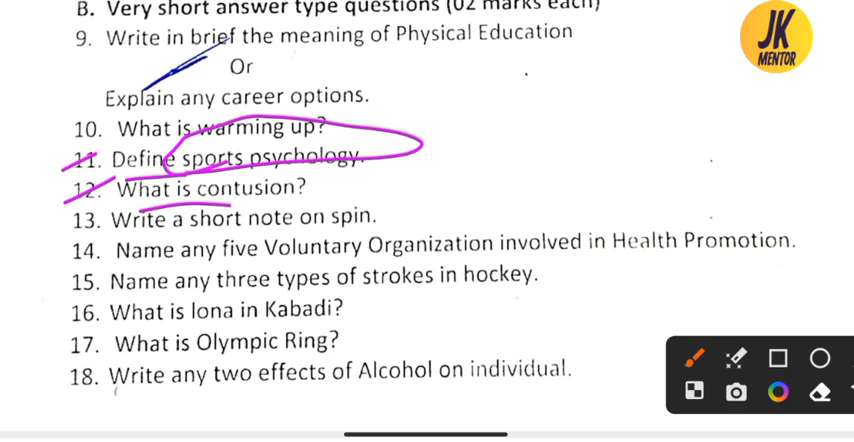 B. Very short answer type questions (02 marks each)
9. Write in brief the meaning of Physical Education
Or
Explain any career options.
10. What is warming up?
11. Define sports psychology.
12. What is contusion?
13. Write a short note on spin.
14. Name any five Voluntary Organization involved in Health Promotion.
15. Name any three types of strokes in hockey.
16. What is lona in Kabadi?
17. What is Olympic Ring?
18. Write any two effects of Alcohol on individual.
JK
MENTOR